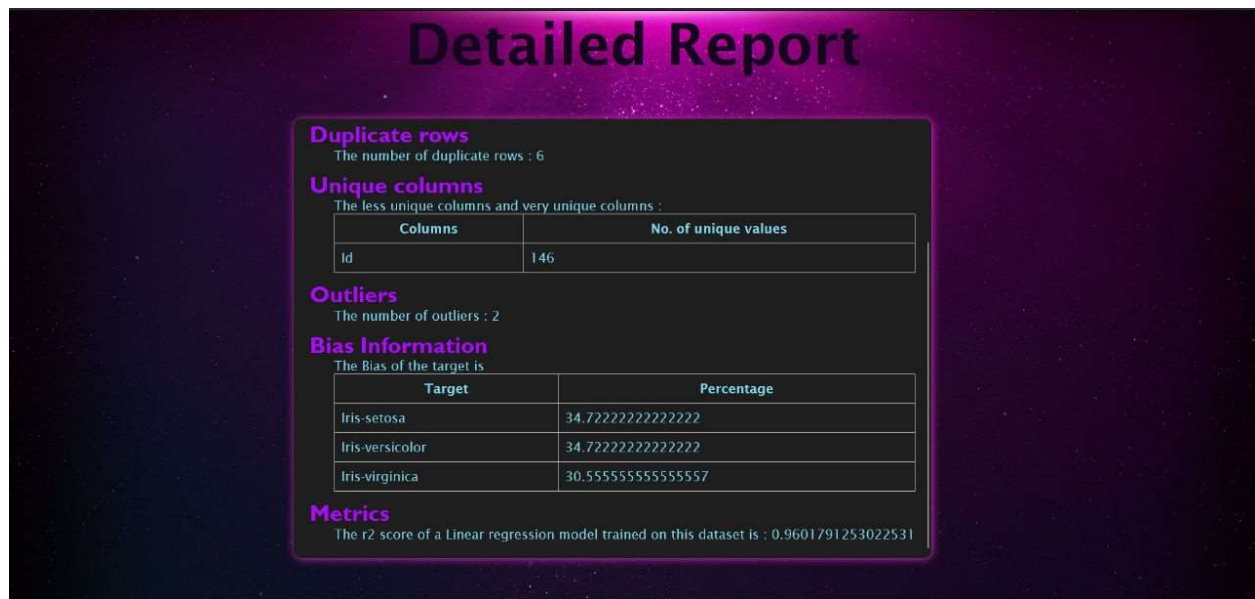 Detailed Report
Duplicate rows
The number of duplicate rows : 6
Unique columns
The less unique columns and very unique columns :
Columns No. of unique values
Id 146
Outliers
The number of outliers : 2
Bias Information
The Bias of the target is
Target Percentage
Iris-setosa 34.72222222222222
Iris-versicolor 34.72222222222222
Iris-virginica 30.555555555555557
Metrics
The r2 score of a Linear regression model trained on this dataset is : 0.9601791253022531